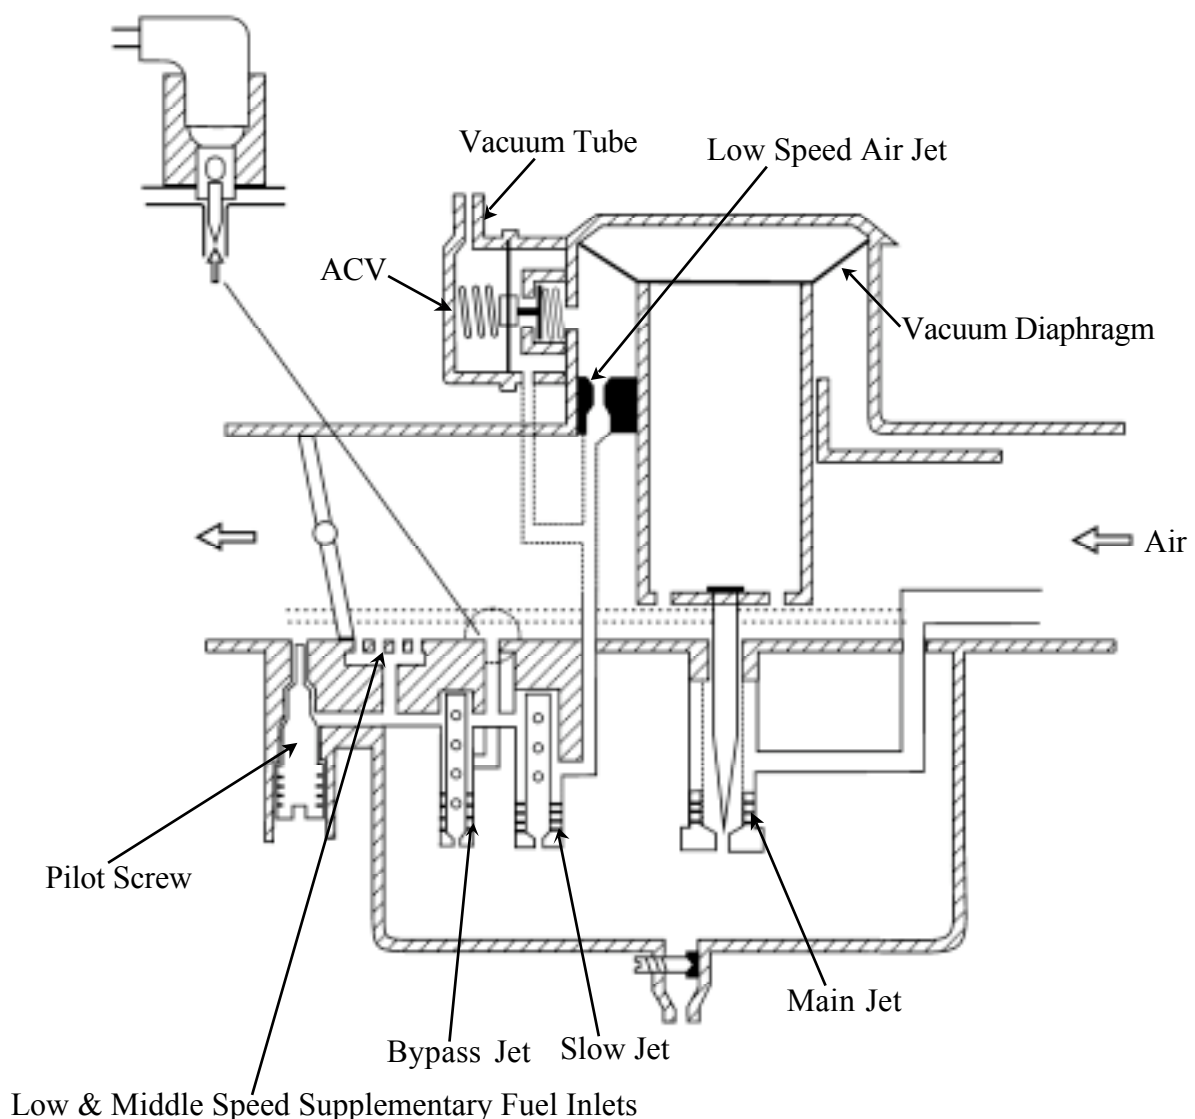 Vacuum Tube
Low Speed Air Jet
ACV
Vacuum Diaphragm
Air
Pilot Screw
Main Jet
Bypass Jet
Slow Jet
Low & Middle Speed Supplementary Fuel Inlets